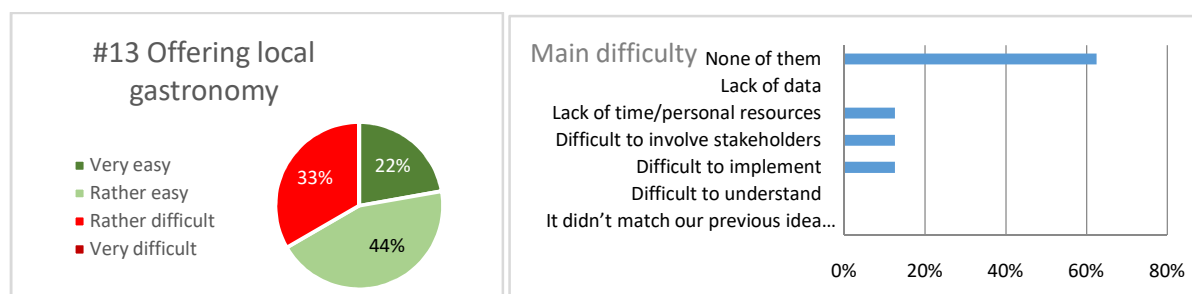 #13 Offering local
gastronomy
Very easy
Rather easy
Rather difficult
Very difficult
22%
33%
44%
Main difficulty
None of them
Lack of data
Lack of time/personal resources
Difficult to involve stakeholders
Difficult to implement
Difficult to understand
It didn’t match our previous idea…
0% 20% 40% 60% 80%